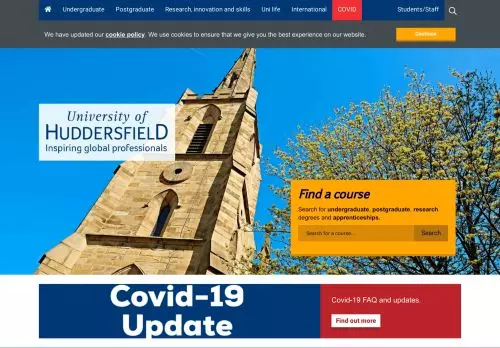 Undergraduate Postgraduate Research, innovation and skills Uni life International COVID Students/Staff
We have updated our cookie policy. We use cookies to ensure that we give you the best experience on our website. Continue
University of
HUDDERSFIELD
Inspiring global professionals
Find a course
Search for undergraduate, postgraduate, research
degrees and apprenticeships.
Search for a course... Search
Covid-19
Update
Covid-19 FAQ and updates.
Find out more